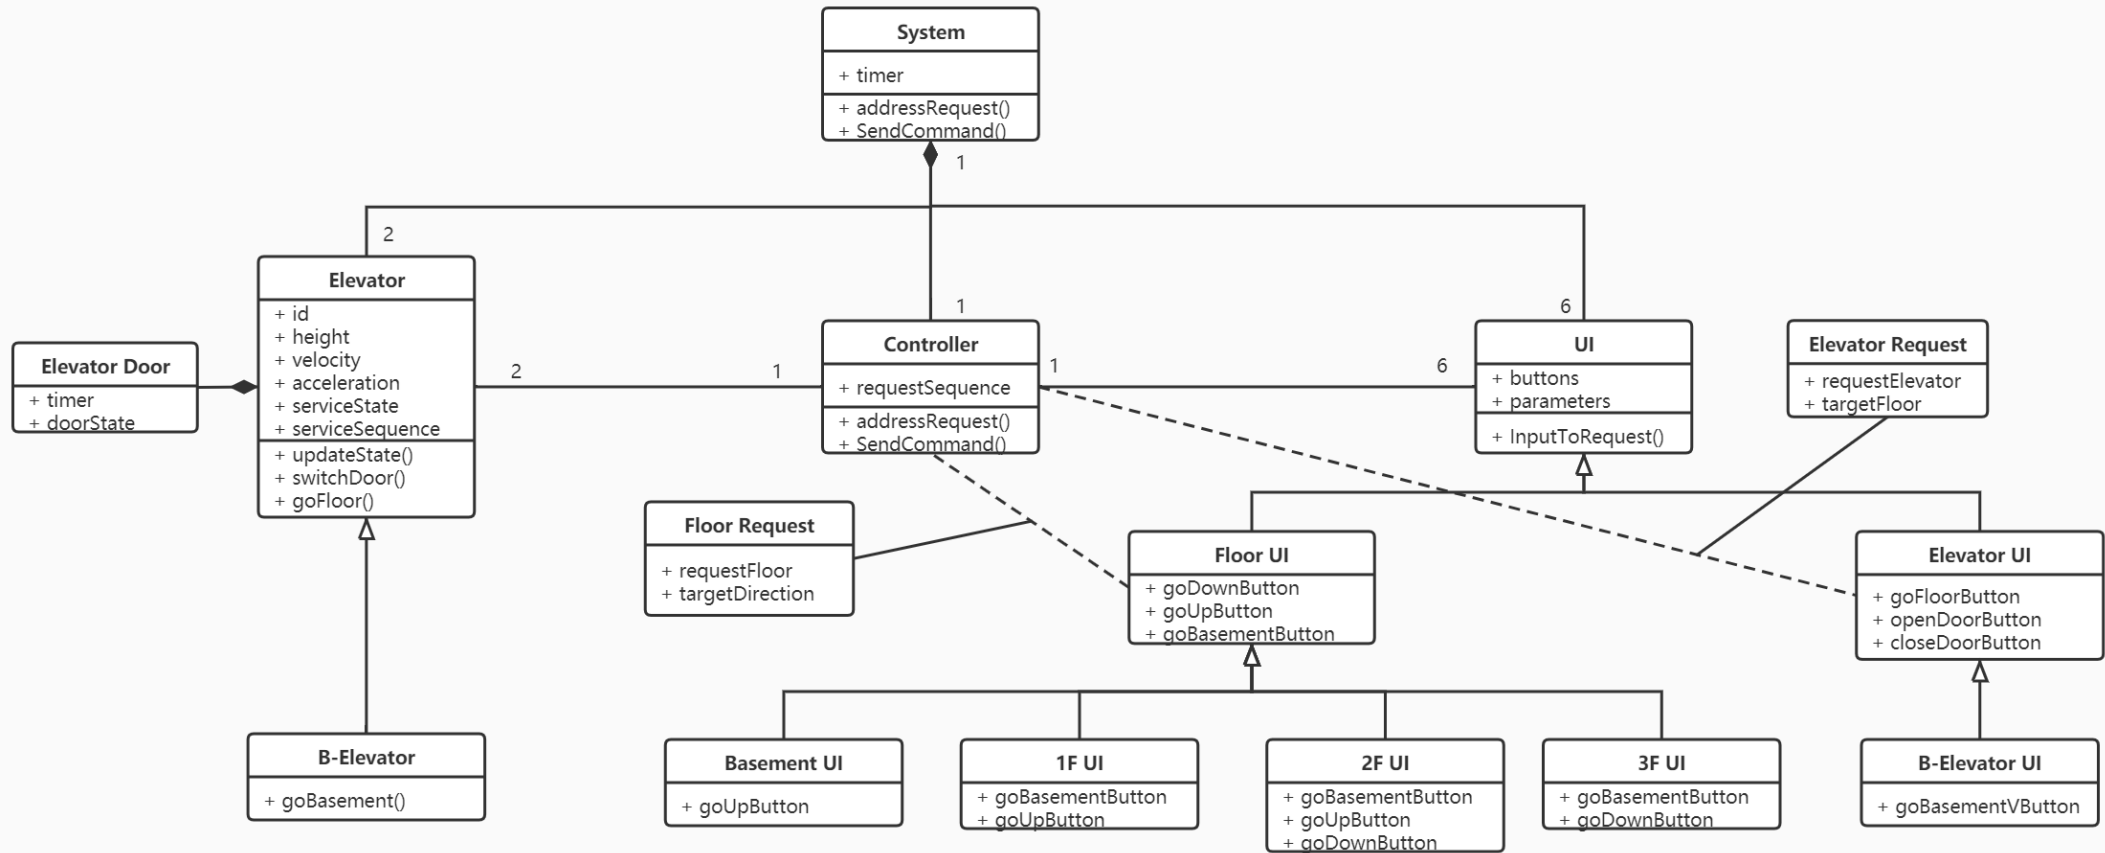 System
+ timer
+ addressRequest()
+ SendCommand()
1
2
1
6
Elevator
+ id
+ height
+ velocity
+ acceleration
+ serviceState
+ serviceSequence
+ updateState()
+ switchDoor()
+ goFloor()
Elevator Door
+ timer
+ doorState
2
1
Controller
+ requestSequence
+ addressRequest()
+ SendCommand()
1
6
UI
+ buttons
+ parameters
+ InputToRequest()
Elevator Request
+ requestElevator
+ targetFloor
Floor Request
+ requestFloor
+ targetDirection
Floor UI
+ goDownButton
+ goUpButton
+ goBasementButton
Elevator UI
+ goFloorButton
+ openDoorButton
+ closeDoorButton
B-Elevator
+ goBasement()
Basement UI
+ goUpButton
1F UI
+ goBasementButton
+ goUpButton
2F UI
+ goBasementButton
+ goUpButton
+ goDownButton
3F UI
+ goBasementButton
+ goDownButton
B-Elevator UI
+ goBasementVButton